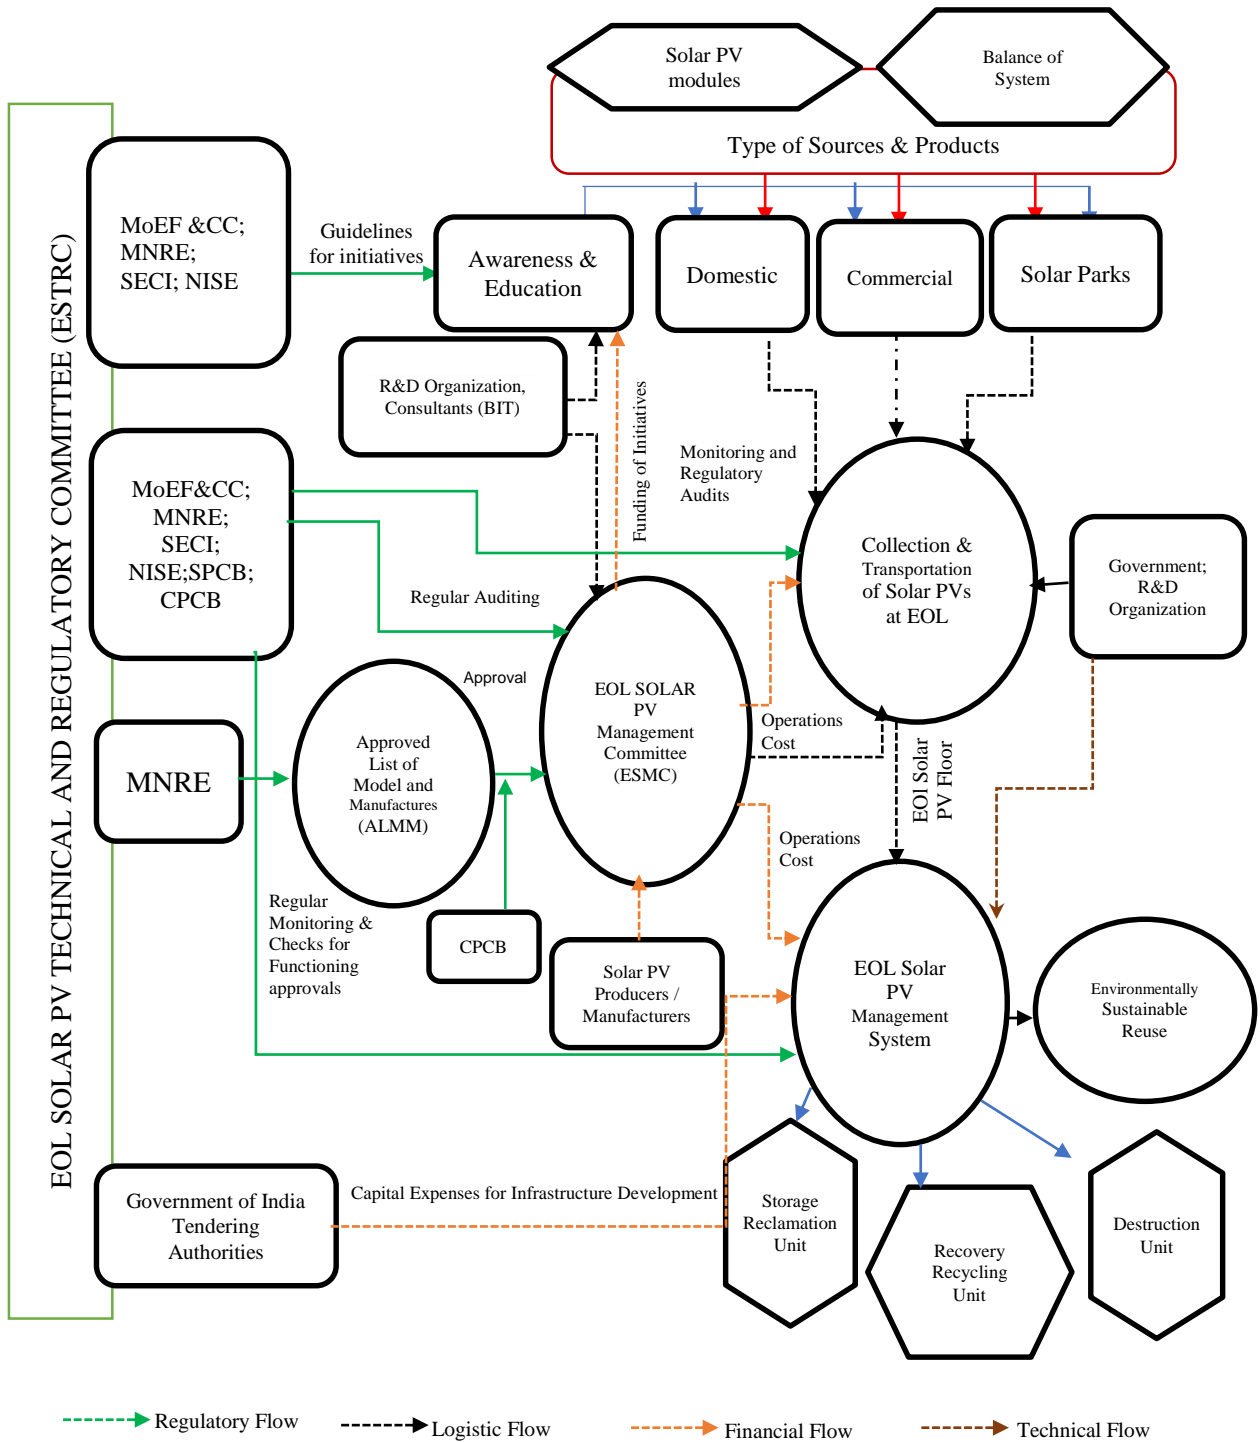 Solar PV
modules
Balance of
System
Type of Sources & Products
EOL SOLAR PV TECHNICAL AND REGULATORY COMMITTEE (ESTRC)
MoEF &CC;
MNRE;
SECI; NISE
Guidelines
for initiatives
Awareness &
Education
Domestic
Commercial
Solar Parks
R&D Organization,
Consultants (BIT)
Funding of Initiatives
Monitoring and
Regulatory
Audits
MoEF&CC;
MNRE;
SECI;
NISE;SPCB;
CPCB
Collection &
Transportation
of Solar PVs
at EOL
Government;
R&D
Organization
Regular Auditing
Approval
EOL SOLAR
PV
Management
Committee
(ESMC)
Operations
Cost
EOl Solar
PV Floor
MNRE
Approved
List of
Model and
Manufactures
(ALMM)
Operations
Cost
Regular
Monitoring &
Checks for
Functioning
approvals
CPCB
Solar PV
Producers /
Manufacturers
EOL Solar
PV
Management
System
Environmentally
Sustainable
Reuse
Government of India
Tendering
Authorities
Capital Expenses for Infrastructure Development
Storage
Reclamation
Unit
Recovery
Recycling
Unit
Destruction
Unit
Regulatory Flow
Logistic Flow
Financial Flow
Technical Flow